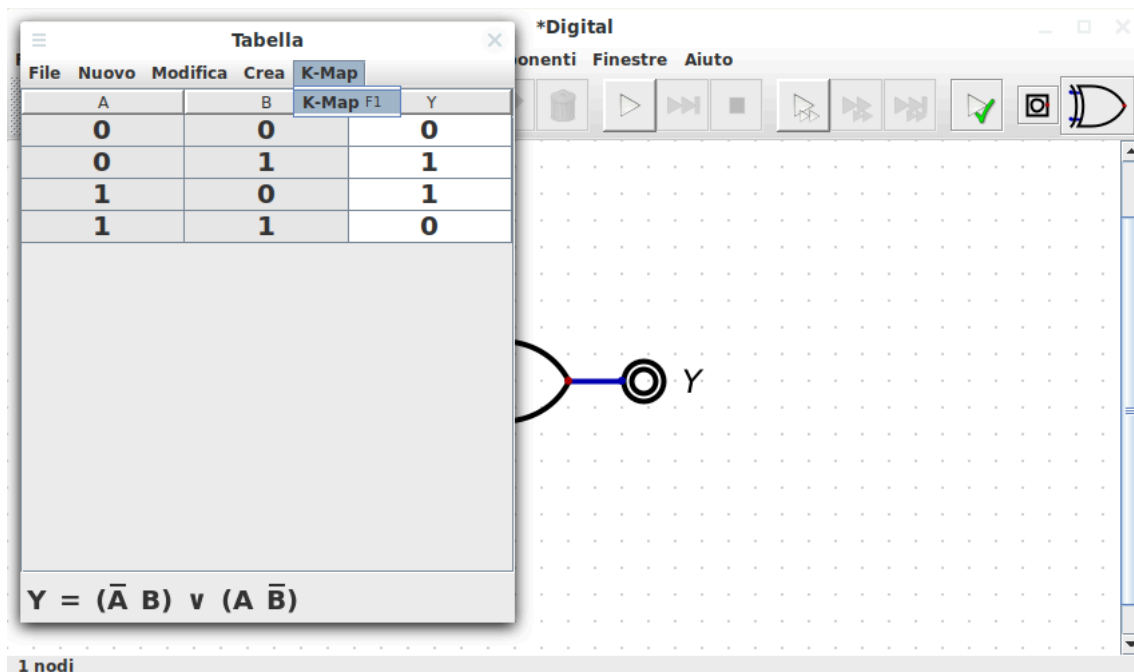 *Digital
Tabella
onenti Finestre Aiuto
File Nuovo Modifica Crea K-Map
K-Map F1
A B Y
0 0 0
0 1 1
1 0 1
1 1 0
Y
Y = (A̅ B) ∨ (A B̅)
1 nodi